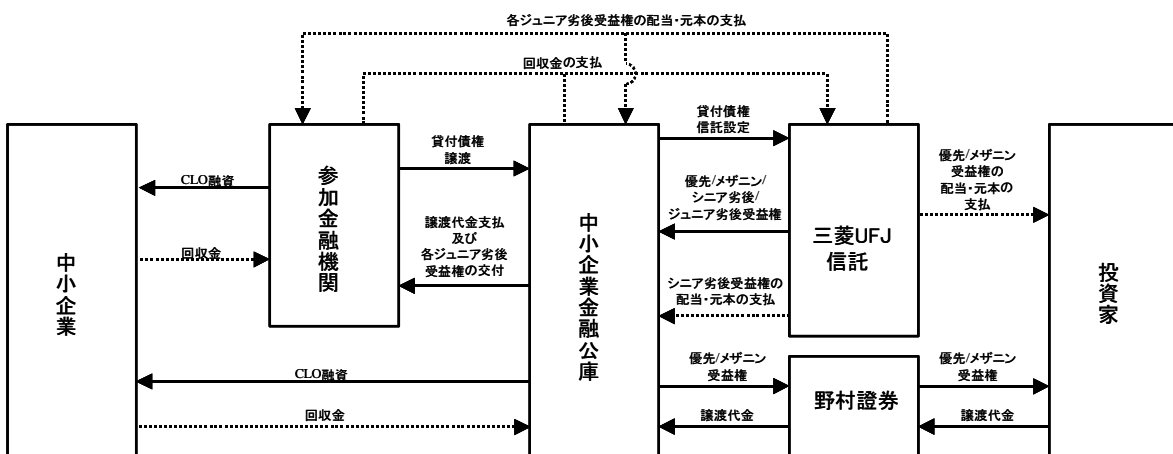 各ジュニア劣後受益権の配当・元本の支払
回収金の支払
貸付債権
信託設定
貸付債権
譲渡
優先/メザニン
受益権の
配当・元本の
支払
CLO融資
優先/メザニン/
シニア劣後/
ジュニア劣後受益権
参加金融機関
中小企業
回収金
譲渡代金支払
及び
各ジュニア劣後
受益権の交付
中小企業金融公庫
三菱UFJ
信託
投資家
シニア劣後受益権の
配当・元本の支払
CLO融資
優先/メザニン
受益権
野村證券
優先/メザニン
受益権
回収金
譲渡代金
譲渡代金